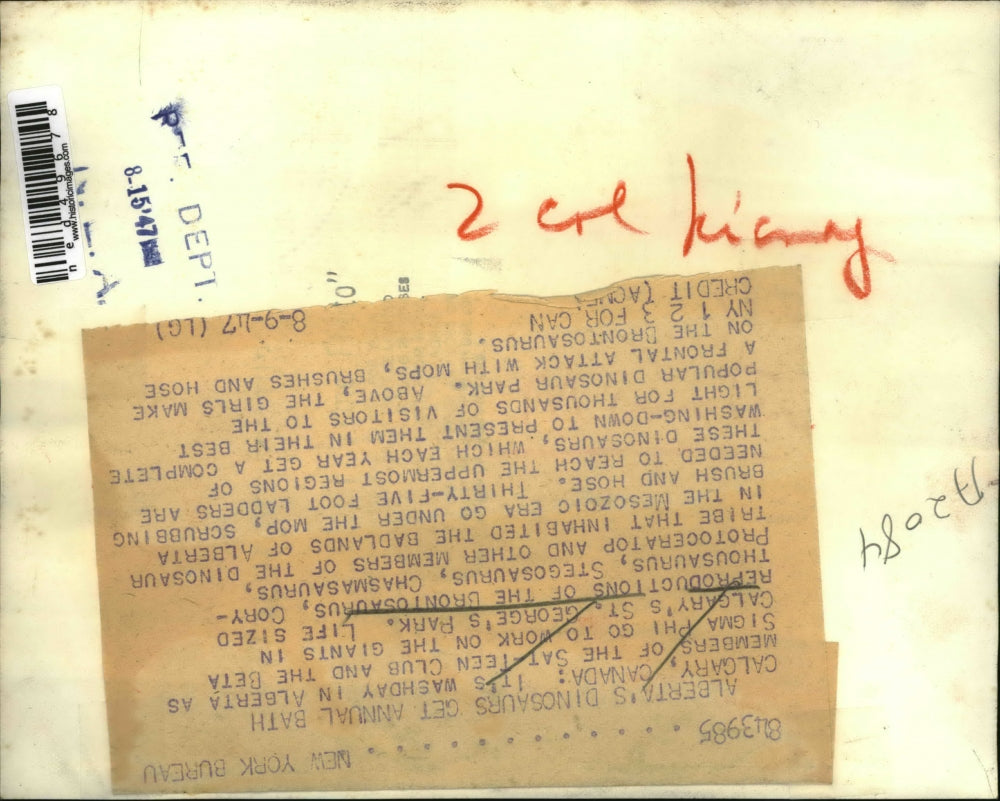 2 col
P-E. DEPT.
8-15'47
N.E.A.
www.historicimages.com
ned49678
A2084
843985 . . . . . . . . . . . . NEW YORK BUREAU
ALBERTA'S DINOSAURS GET ANNUAL BATH
CALGARY, CANADA: IT'S WASHDAY IN ALBERTA AS
MEMBERS OF THE SAT-TEEN CLUB AND THE BETA
SIGMA PHI GO TO WORK ON THE GIANTS IN
CALGARY'S ST. GEORGE'S PARK. LIFE SIZED
REPRODUCTIONS OF THE BRONTOSAURUS, CORY-
THOUSAURUS, STEGOSAURUS, CHASMASAURUS,
PROTOCERATOP AND OTHER MEMBERS OF THE DINOSAUR
TRIBE THAT INHABITED THE BADLANDS OF ALBERTA
IN THE MESOZOIC ERA GO UNDER THE MOP, SCRUBBING
BRUSH AND HOSE. THIRTY-FIVE FOOT LADDERS ARE
NEEDED TO REACH THE UPPERMOST REGIONS OF
THESE DINOSAURS, WHICH EACH YEAR GET A COMPLETE
WASHING-DOWN TO PRESENT THEM IN THEIR BEST
LIGHT FOR THOUSANDS OF VISITORS TO THE
POPULAR DINOSAUR PARK. ABOVE, THE GIRLS MAKE
A FRONTAL ATTACK WITH MOPS, BRUSHES AND HOSE
ON THE BRONTOSAURUS.
NY 1 2 3 FOR CAN
CREDIT (ACME) 8-9-47 (LG)